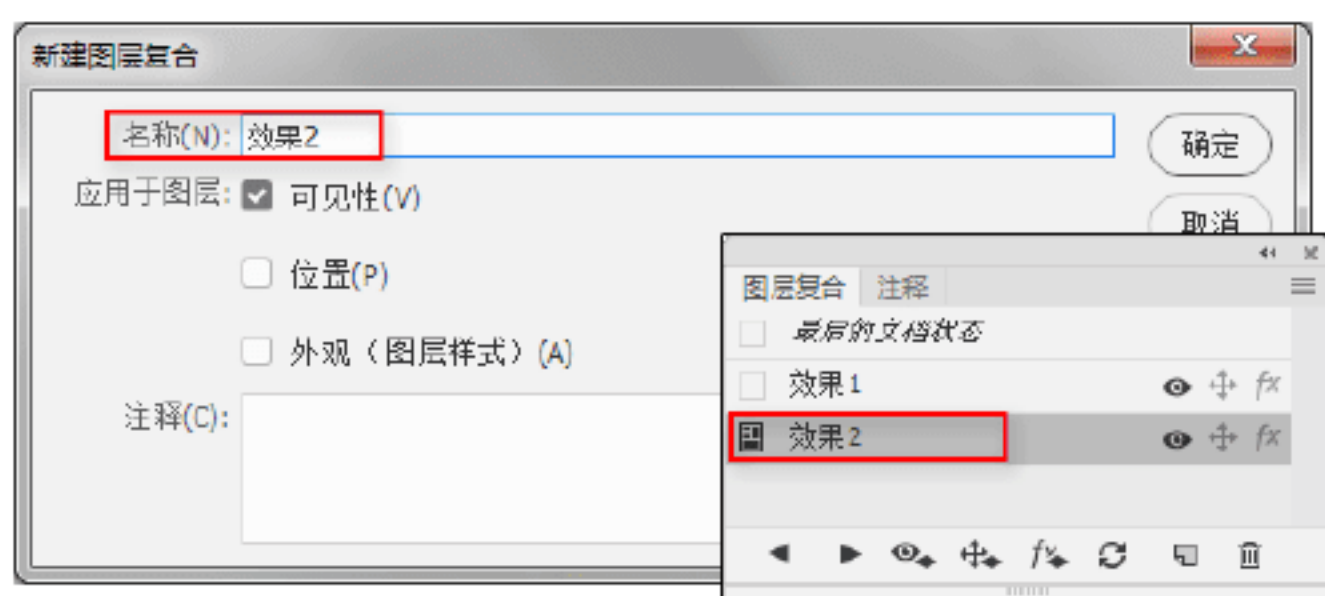 新建图层复合
名称(N): 效果2
确定
应用于图层: 可见性(V)
取消
位置(P)
图层复合 注释
最后的文档状态
外观（图层样式）(A)
效果1 fx
注释(C):
效果2 fx